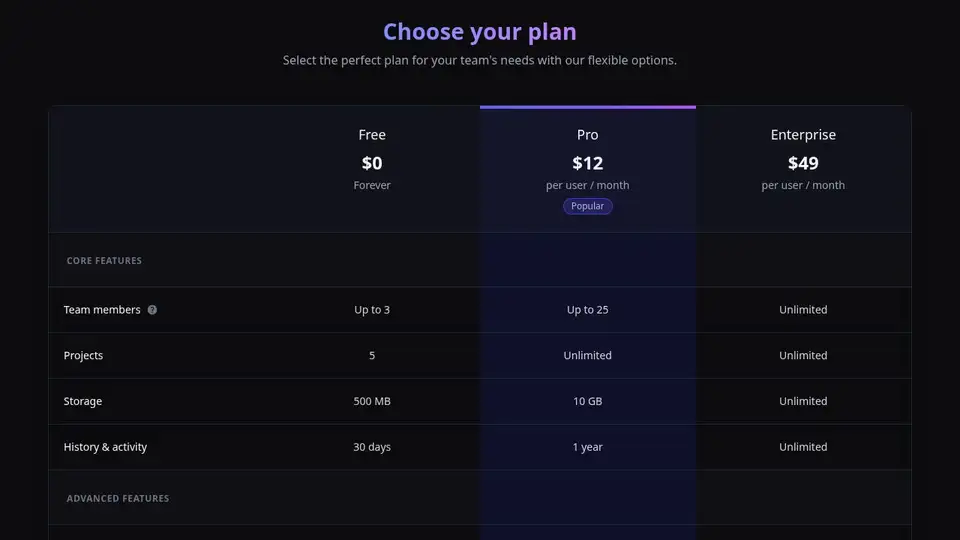 Choose your plan
Select the perfect plan for your team's needs with our flexible options.
Free Pro Enterprise
$0 $12 $49
Forever per user / month per user / month
Popular
CORE FEATURES
Team members ? Up to 3 Up to 25 Unlimited
Projects 5 Unlimited Unlimited
Storage 500 MB 10 GB Unlimited
History & activity 30 days 1 year Unlimited
ADVANCED FEATURES